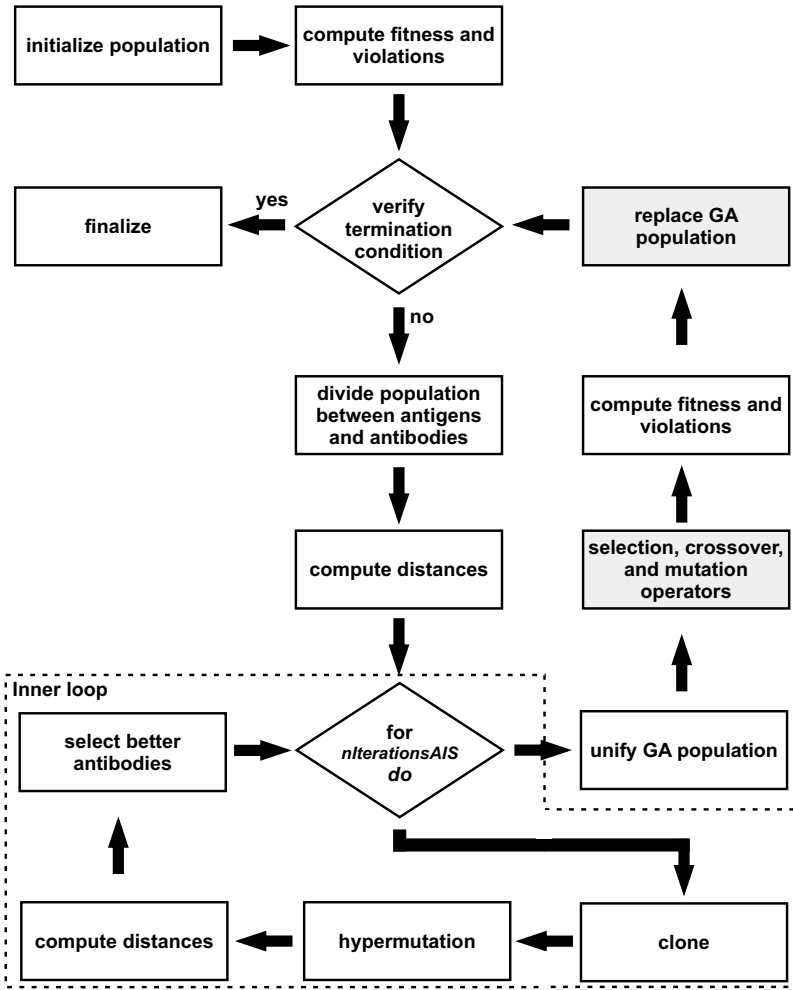 initialize population
compute fitness and
violations
yes
finalize
verify
termination
condition
replace GA
population
no
divide population
between antigens
and antibodies
compute fitness and
violations
compute distances
selection, crossover,
and mutation
operators
Inner loop
select better
antibodies
for
nIterationsAIS
do
unify GA population
compute distances
hypermutation
clone